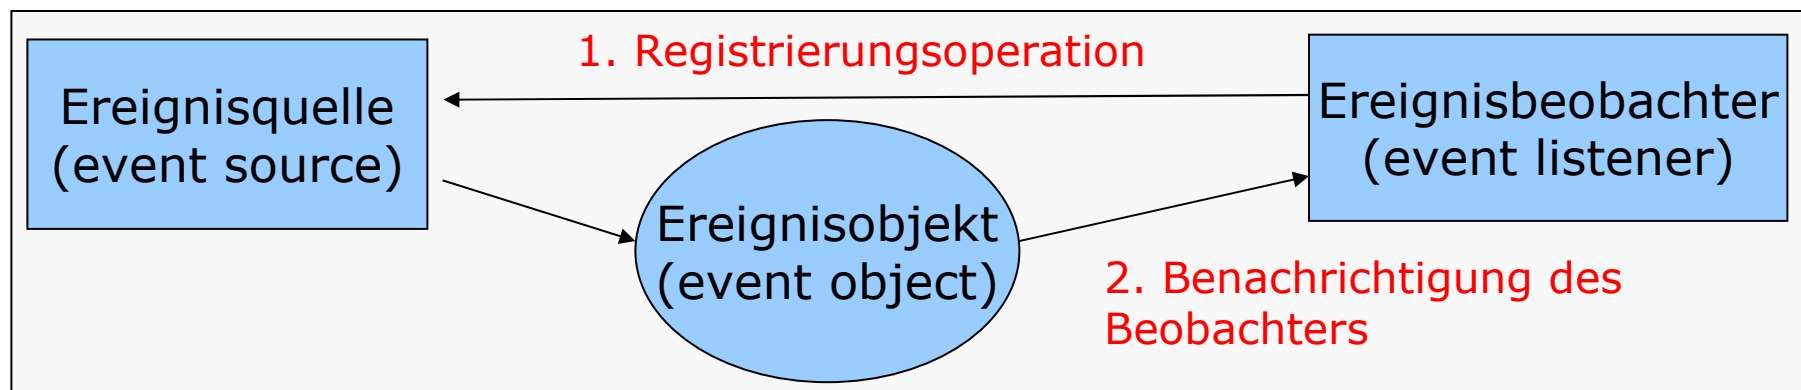 1. Registrierungsoperation
Ereignisquelle
(event source)
Ereignisbeobachter
(event listener)
Ereignisobjekt
(event object)
2. Benachrichtigung des
Beobachters